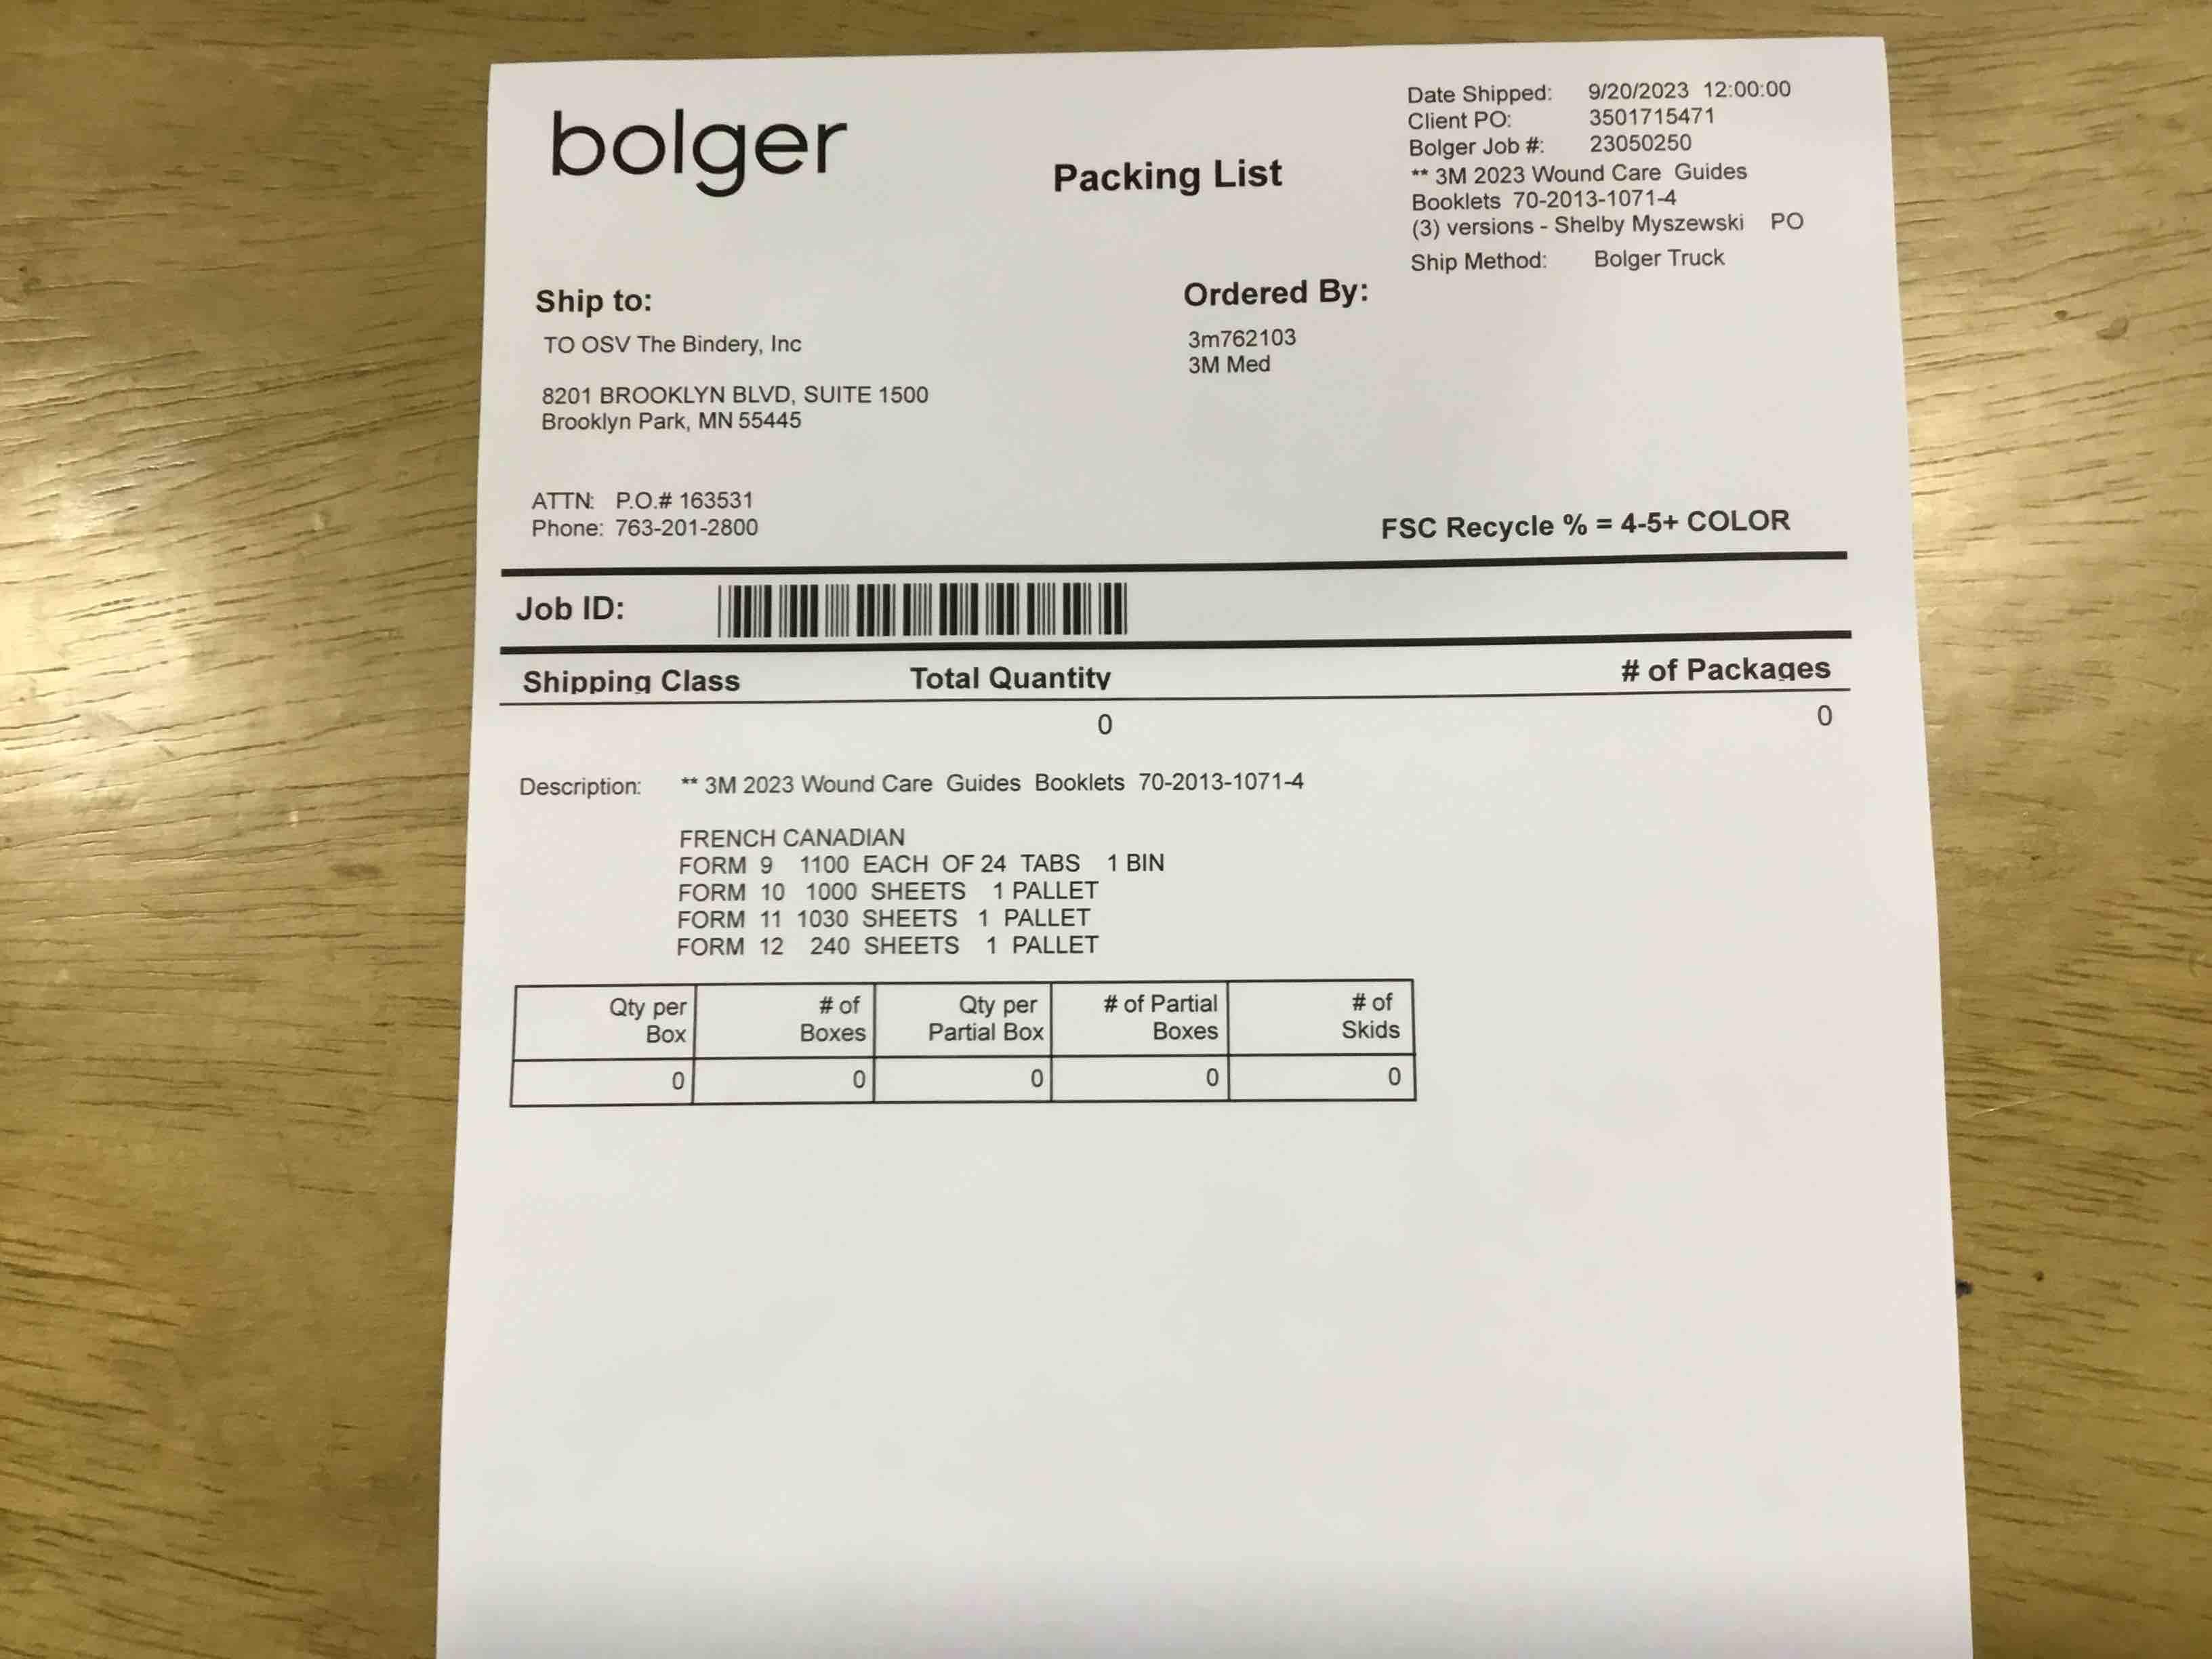 bolger
Packing List
Date Shipped: 9/20/2023 12:00:00
Client PO: 3501715471
Bolger Job #: 23050250
** 3M 2023 Wound Care Guides
Booklets 70-2013-1071-4
(3) versions - Shelby Myszewski PO
Ship Method: Bolger Truck
Ship to:
TO OSV The Bindery, Inc
8201 BROOKLYN BLVD, SUITE 1500
Brooklyn Park, MN 55445
Ordered By:
3m762103
3M Med
ATTN: P.O.# 163531
Phone: 763-201-2800
FSC Recycle % = 4-5+ COLOR
Job ID:
Shipping Class Total Quantity # of Packages
0 0
Description: ** 3M 2023 Wound Care Guides Booklets 70-2013-1071-4
FRENCH CANADIAN
FORM 9 1100 EACH OF 24 TABS 1 BIN
FORM 10 1000 SHEETS 1 PALLET
FORM 11 1030 SHEETS 1 PALLET
FORM 12 240 SHEETS 1 PALLET
Qty per Box # of Boxes Qty per Partial Box # of Partial Boxes # of Skids
0 0 0 0 0